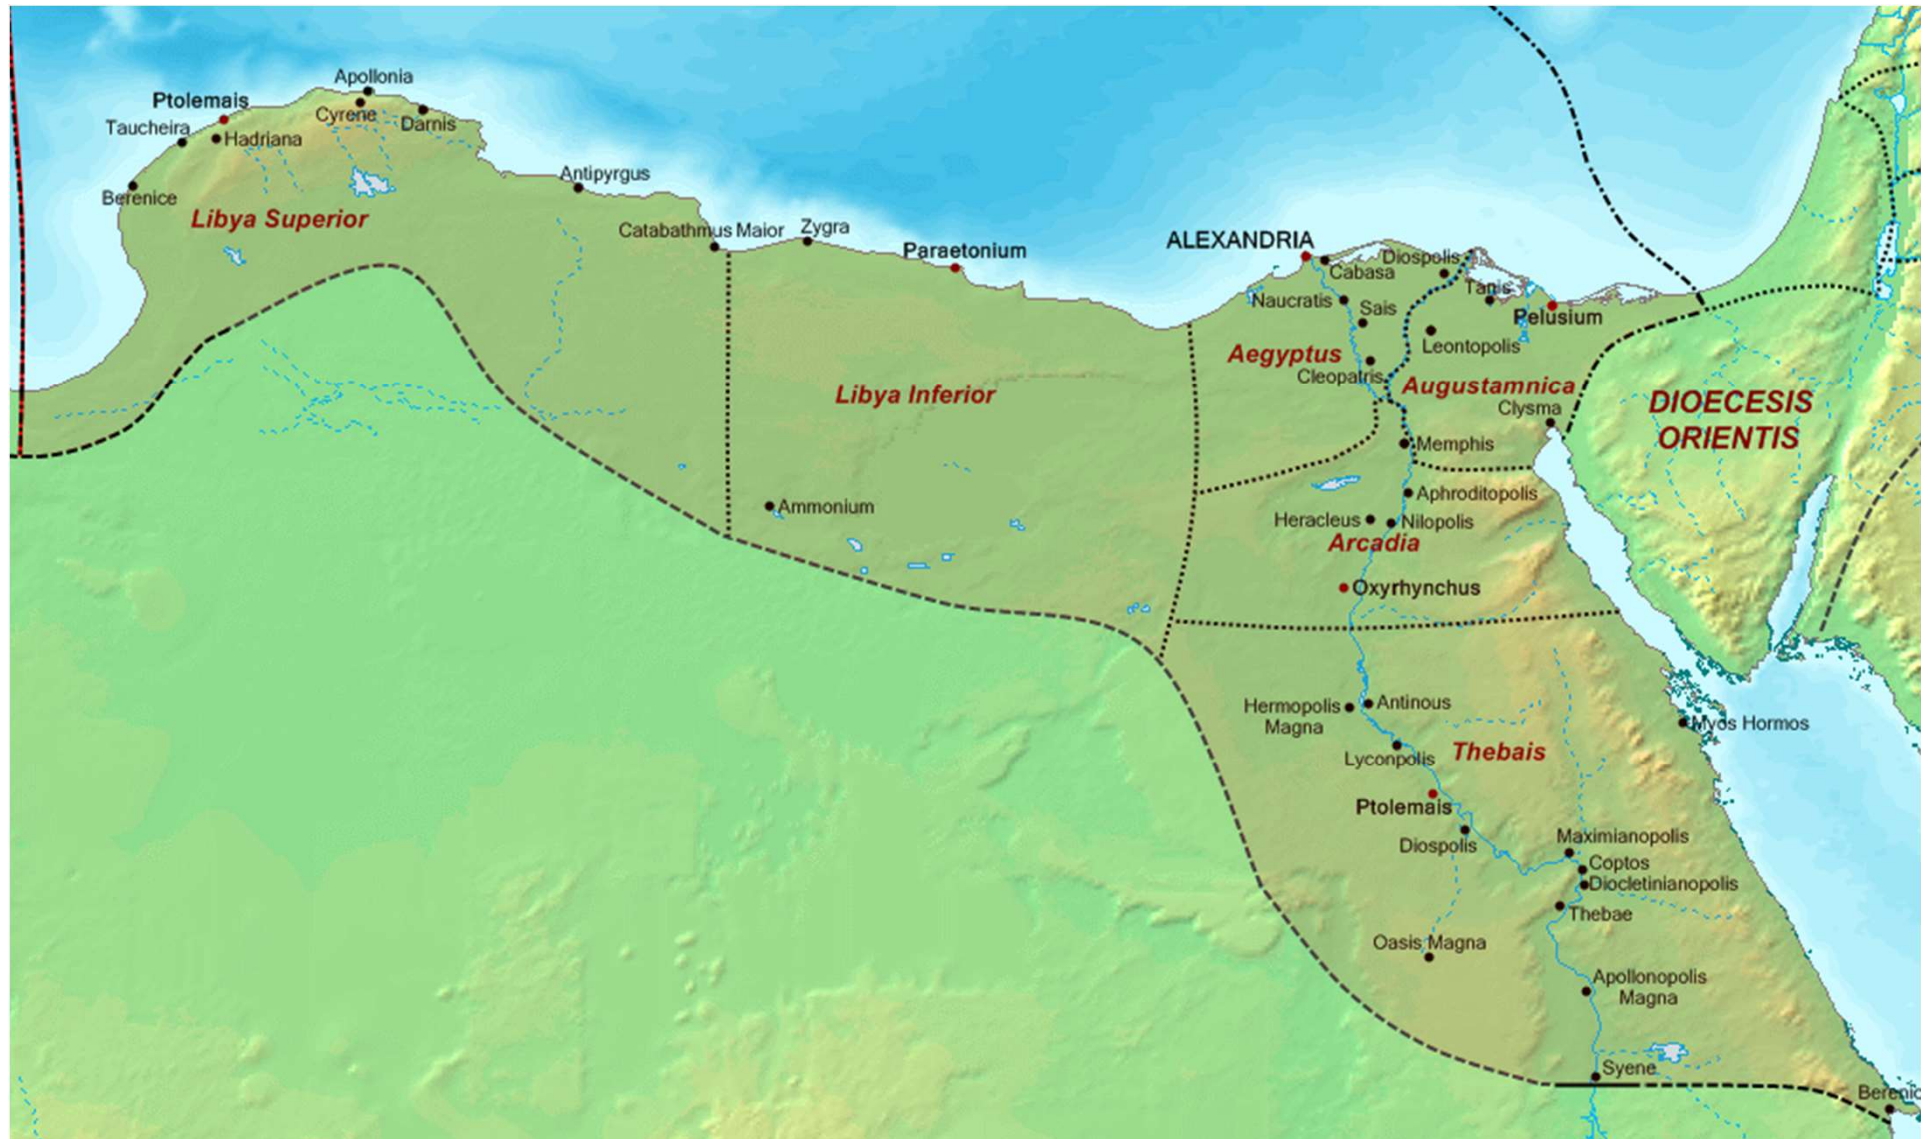 Apollonia
Ptolemais
Cyrene
Taucheira
Darnis
Hadriana
Antipyrgus
Berenice
Libya Superior
Catabathmus Maior
Zygra
Paraetonium
ALEXANDRIA
Diospolis
Cabasa
Tanis
Naucratis
Sais
Pelusium
Leontopolis
Aegyptus
Cleopatris
Augustamnica
Libya Inferior
Clysma
DIOECESIS
ORIENTIS
Memphis
Ammonium
Aphroditopolis
Heracleus
Nilopolis
Arcadia
Oxyrhynchus
Hermopolis
Magna
Antinous
Myos Hormos
Lyconpolis
Thebais
Ptolemais
Diospolis
Maximianopolis
Coptos
Diocletinianopolis
Thebae
Oasis Magna
Apollonopolis
Magna
Syene
Berenic